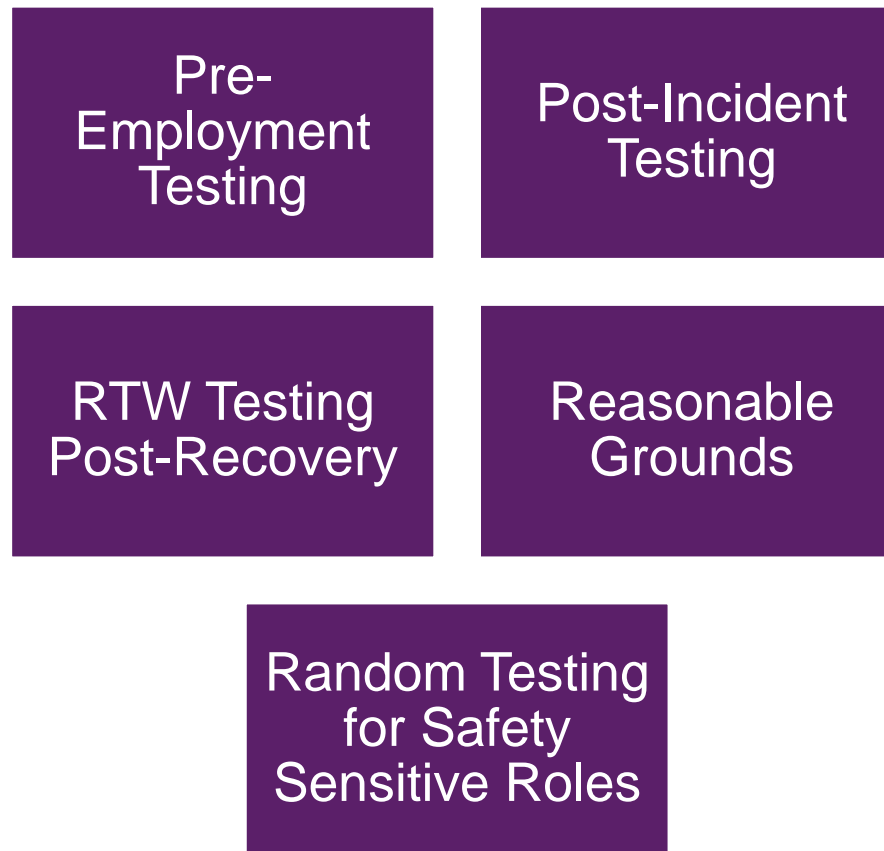 Pre-
Employment
Testing
Post-Incident
Testing
RTW Testing
Post-Recovery
Reasonable
Grounds
Random Testing
for Safety
Sensitive Roles